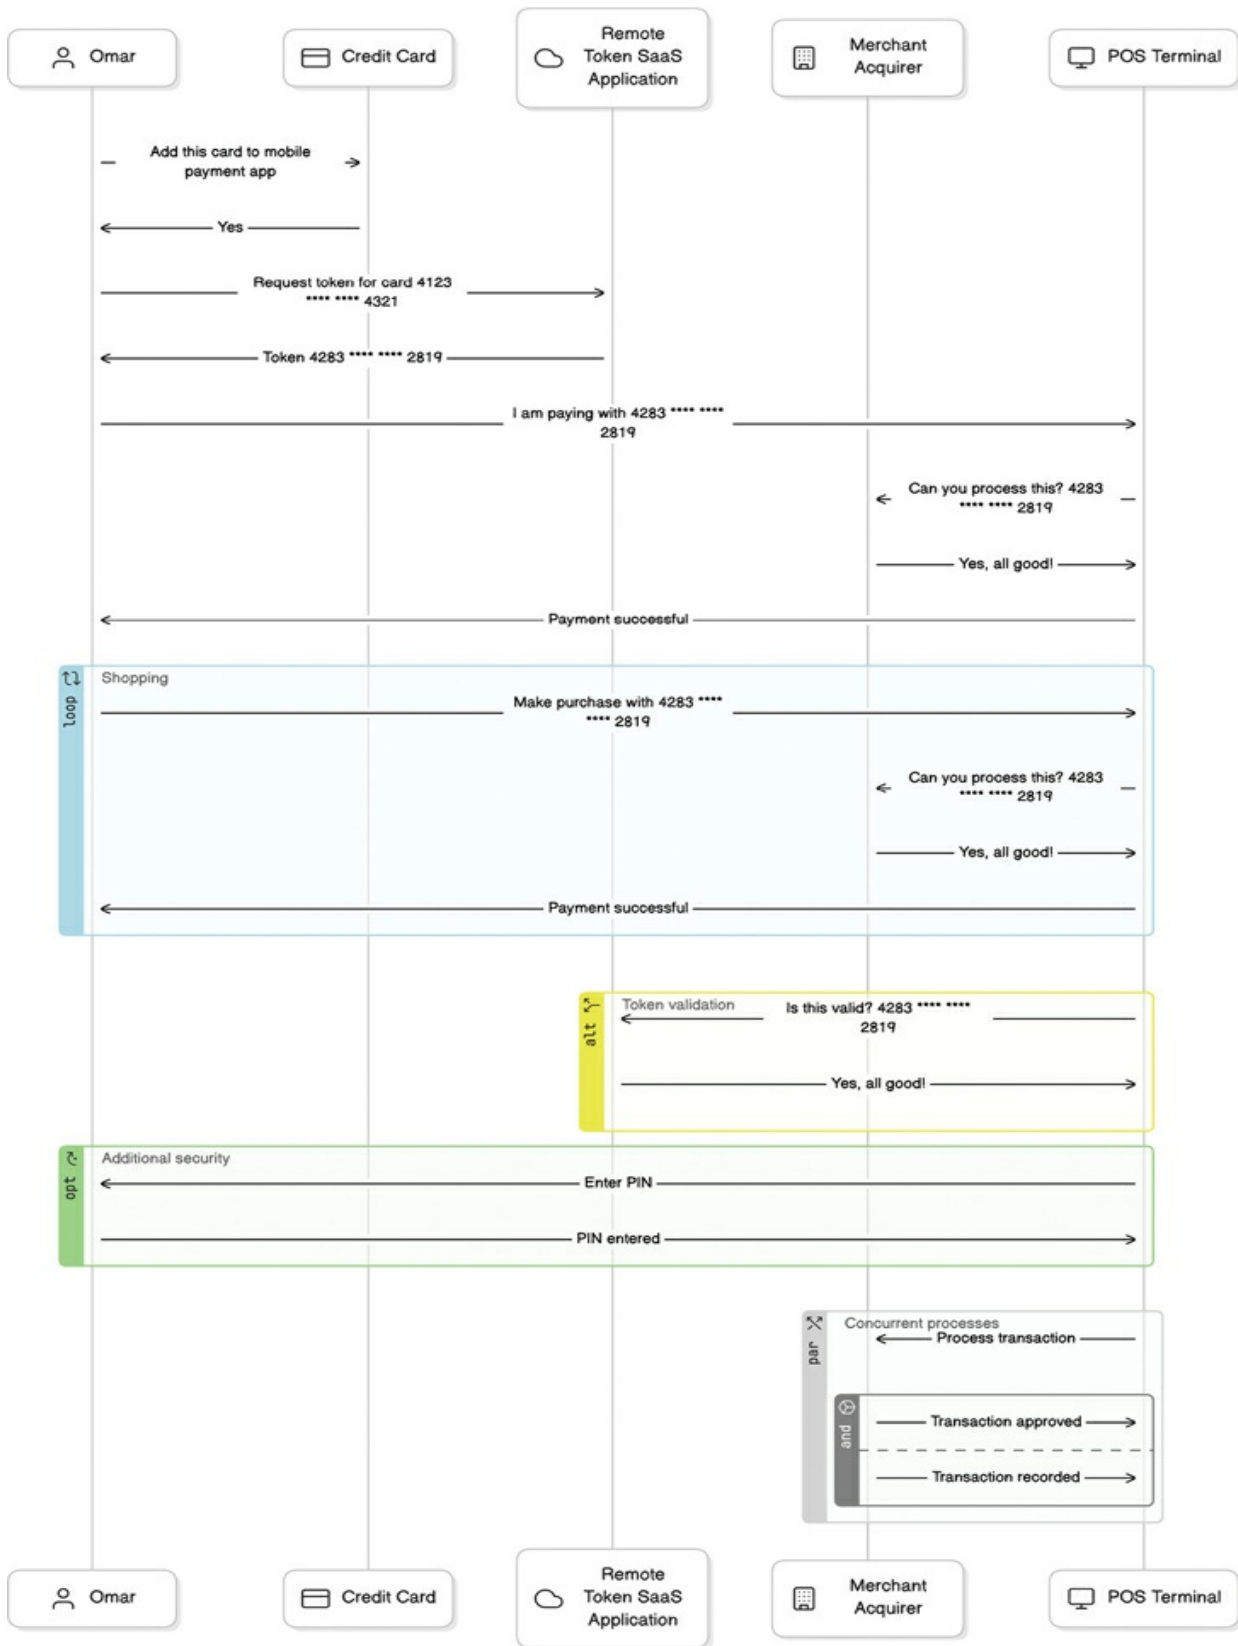 Omar
Credit Card
Remote
Token SaaS
Application
Merchant
Acquirer
POS Terminal
Add this card to mobile
payment app
Yes
Request token for card 4123
**** **** 4321
Token 4283 **** **** 2819
I am paying with 4283 **** ****
2819
Can you process this? 4283
**** **** 2819
Yes, all good!
Payment successful
loop
Shopping
Make purchase with 4283 ****
**** 2819
Can you process this? 4283
**** **** 2819
Yes, all good!
Payment successful
alt
Token validation
Is this valid? 4283 **** ****
2819
Yes, all good!
opt
Additional security
Enter PIN
PIN entered
par
Concurrent processes
Process transaction
and
Transaction approved
Transaction recorded
Omar
Credit Card
Remote
Token SaaS
Application
Merchant
Acquirer
POS Terminal